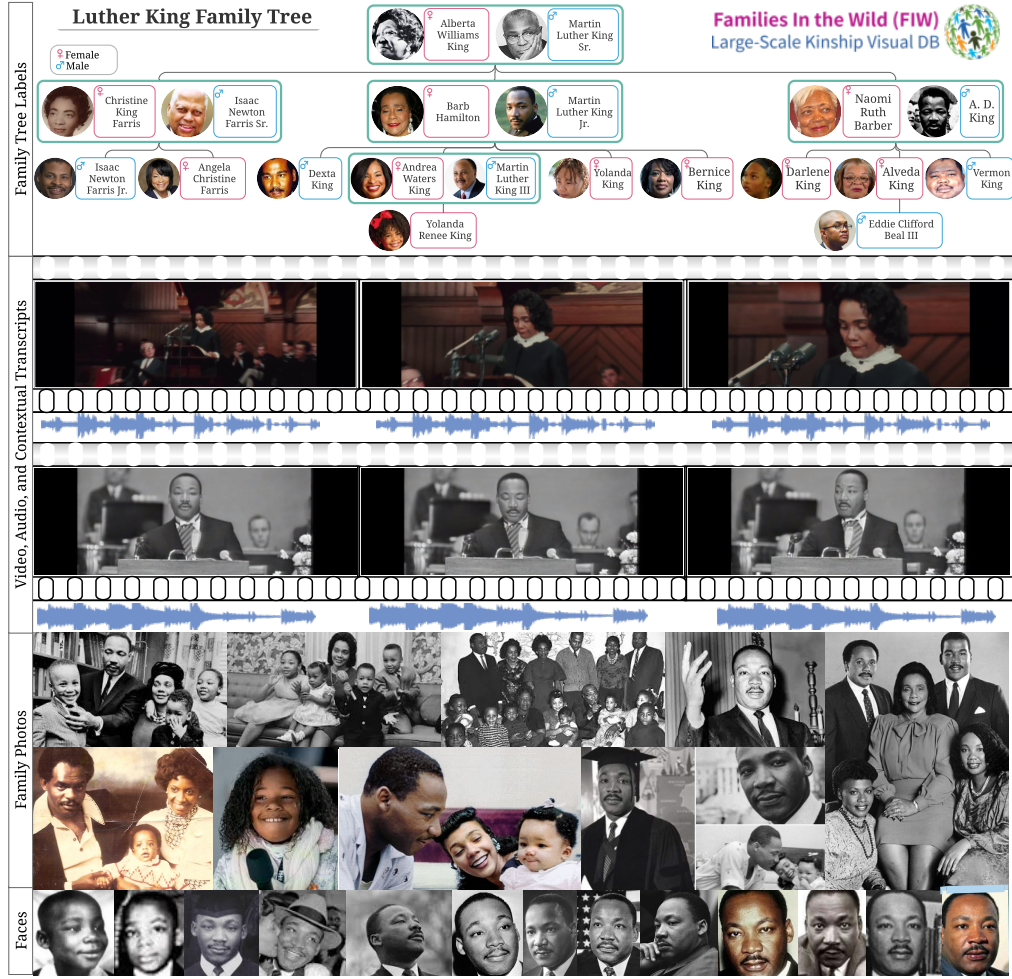 Luther King Family Tree
Families In the Wild (FIW)
Large-Scale Kinship Visual DB
♀Female
♂Male
Family Tree Labels
♀ Alberta
Williams
King
♂ Martin
Luther King
Sr.
♀ Christine
King
Farris
♂ Isaac
Newton
Farris Sr.
♀ Barb
Hamilton
♂ Martin
Luther King
Jr.
♀ Naomi
Ruth
Barber
♂ A. D.
King
♂ Isaac
Newton
Farris Jr.
♀ Angela
Christine
Farris
♂ Dexta
King
♀ Andrea
Waters
King
♂ Martin
Luther
King III
♀ Yolanda
King
♀ Bernice
King
♀ Darlene
King
♀ Alveda
King
♂ Vermon
King
Yolanda
Renee King
♂ Eddie Clifford
Beal III
Video, Audio, and Contextual Transcripts
Family Photos
Faces